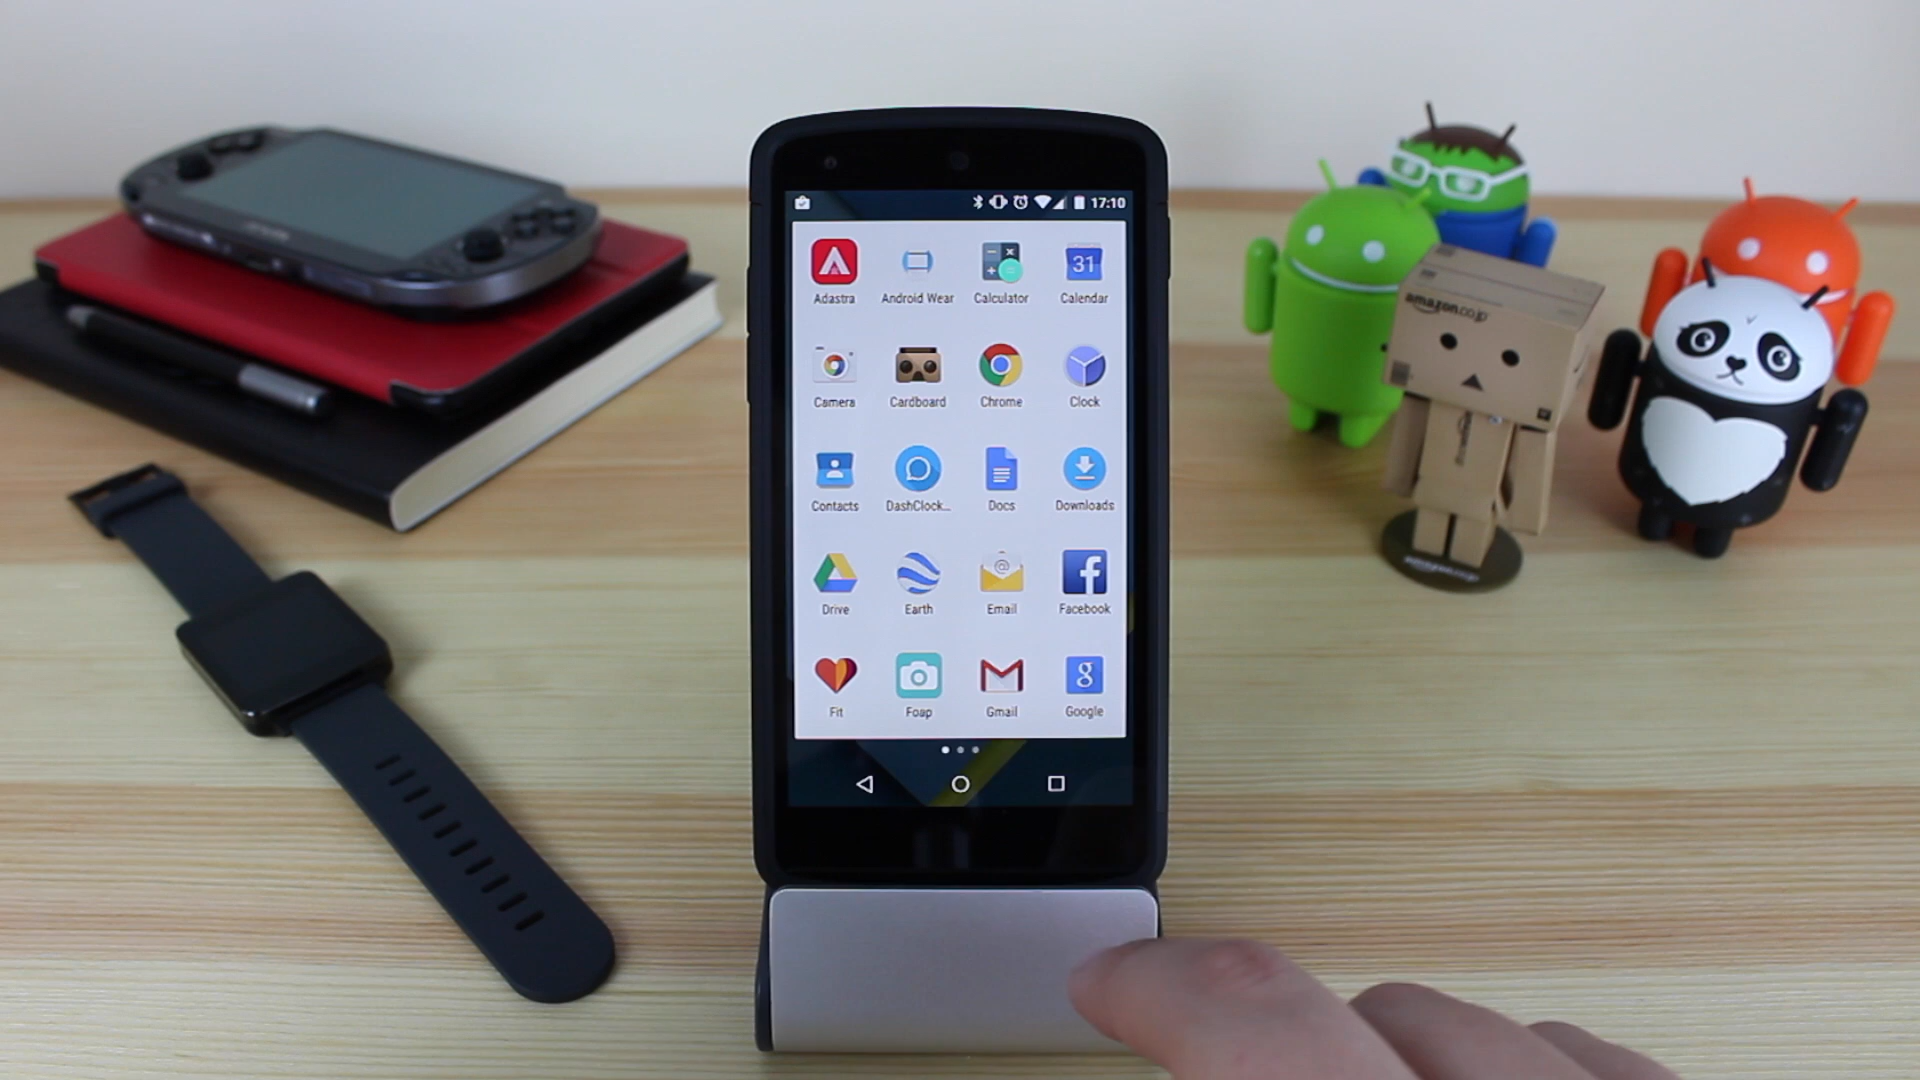 17:10
Adastra Android Wear Calculator 31 Calendar
Camera Cardboard Chrome Clock
Contacts DashClock... Docs Downloads
Drive Earth Email Facebook
Fit Foap Gmail Google
amazon.co.jp